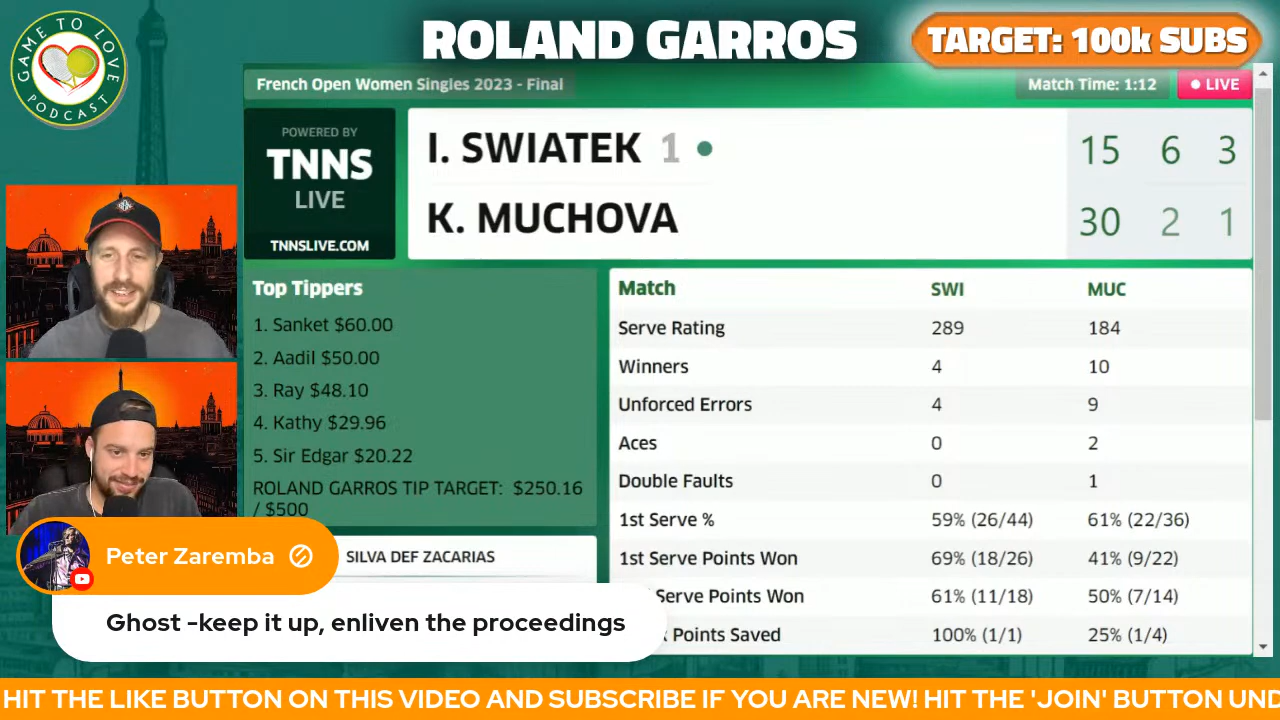 GAME TO LOVE
PODCAST
ROLAND GARROS
TARGET: 100k SUBS
French Open Women Singles 2023 - Final
Match Time: 1:12
LIVE
POWERED BY
TNNS
LIVE
TNNSLIVE.COM
I. SWIATEK 1 15 6 3
K. MUCHOVA 30 2 1
Top Tippers
1. Sanket $60.00
2. Aadil $50.00
3. Ray $48.10
4. Kathy $29.96
5. Sir Edgar $20.22
ROLAND GARROS TIP TARGET: $250.16
/ $500
SILVA DEF ZACARIAS
Match SWI MUC
Serve Rating 289 184
Winners 4 10
Unforced Errors 4 9
Aces 0 2
Double Faults 0 1
1st Serve % 59% (26/44) 61% (22/36)
1st Serve Points Won 69% (18/26) 41% (9/22)
Serve Points Won 61% (11/18) 50% (7/14)
Points Saved 100% (1/1) 25% (1/4)
Peter Zaremba
Ghost -keep it up, enliven the proceedings
HIT THE LIKE BUTTON ON THIS VIDEO AND SUBSCRIBE IF YOU ARE NEW! HIT THE 'JOIN' BUTTON UND